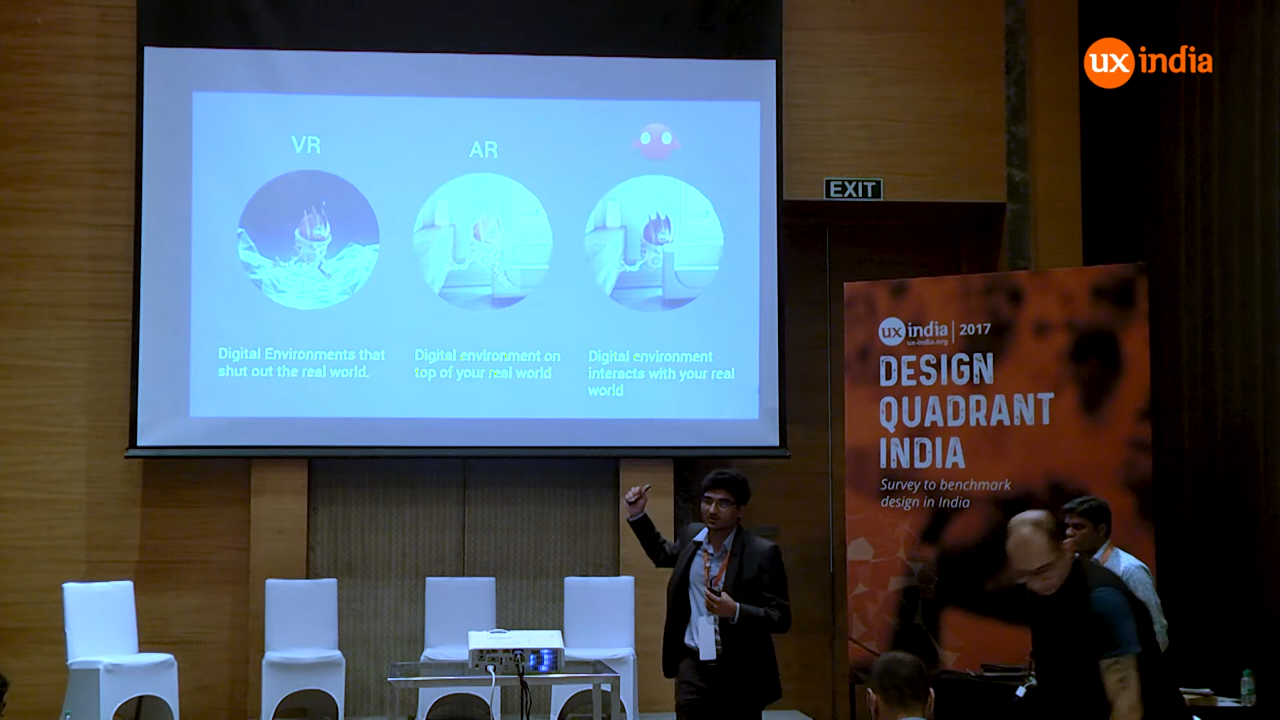 ux india
VR
AR
Digital Environments that
shut out the real world.
Digital environment on
top of your real world
Digital environment
interacts with your real
world
EXIT
ux india | 2017
ux-india.org
DESIGN
QUADRANT
INDIA
Survey to benchmark
design in India